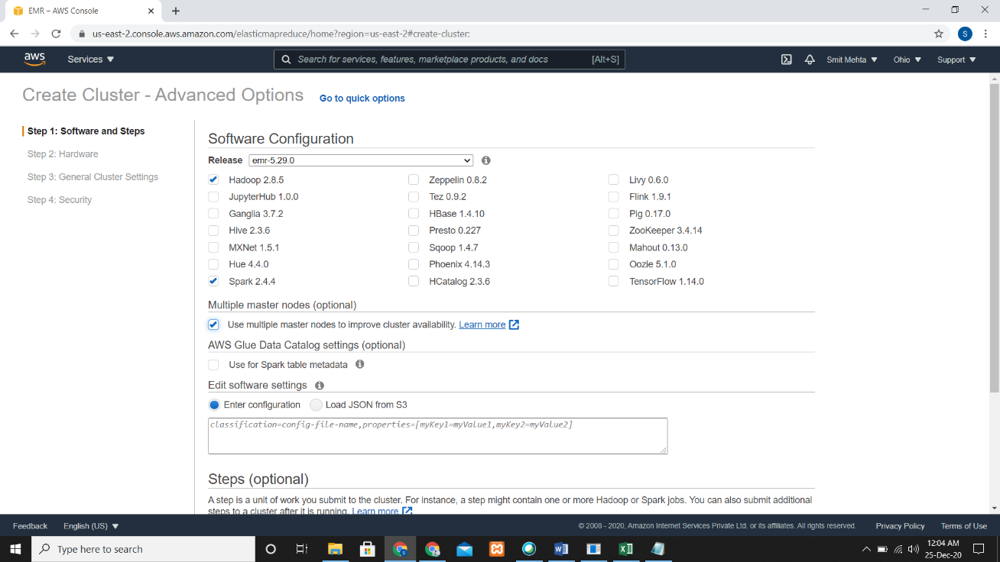 EMR – AWS Console
us-east-2.console.aws.amazon.com/elasticmapreduce/home?region=us-east-2#create-cluster:
S
aws
Services
Search for services, features, marketplace products, and docs
[Alt+S]
Smit Mehta
Ohio
Support
Create Cluster - Advanced Options
Go to quick options
Step 1: Software and Steps
Step 2: Hardware
Step 3: General Cluster Settings
Step 4: Security
Software Configuration
Release
emr-5.29.0
Hadoop 2.8.5
Zeppelin 0.8.2
Livy 0.6.0
JupyterHub 1.0.0
Tez 0.9.2
Flink 1.9.1
Ganglia 3.7.2
HBase 1.4.10
Pig 0.17.0
Hive 2.3.6
Presto 0.227
ZooKeeper 3.4.14
MXNet 1.5.1
Sqoop 1.4.7
Mahout 0.13.0
Hue 4.4.0
Phoenix 4.14.3
Oozie 5.1.0
Spark 2.4.4
HCatalog 2.3.6
TensorFlow 1.14.0
Multiple master nodes (optional)
Use multiple master nodes to improve cluster availability. Learn more
AWS Glue Data Catalog settings (optional)
Use for Spark table metadata
Edit software settings
Enter configuration
Load JSON from S3
classification=config-file-name,properties=[myKey1=myValue1,myKey2=myValue2]
Steps (optional)
A step is a unit of work you submit to the cluster. For instance, a step might contain one or more Hadoop or Spark jobs. You can also submit additional
steps to a cluster after it is running. Learn more
Feedback
English (US)
© 2008 - 2020, Amazon Internet Services Private Ltd. or its affiliates. All rights reserved.
Privacy Policy
Terms of Use
Type here to search
12:04 AM
25-Dec-20